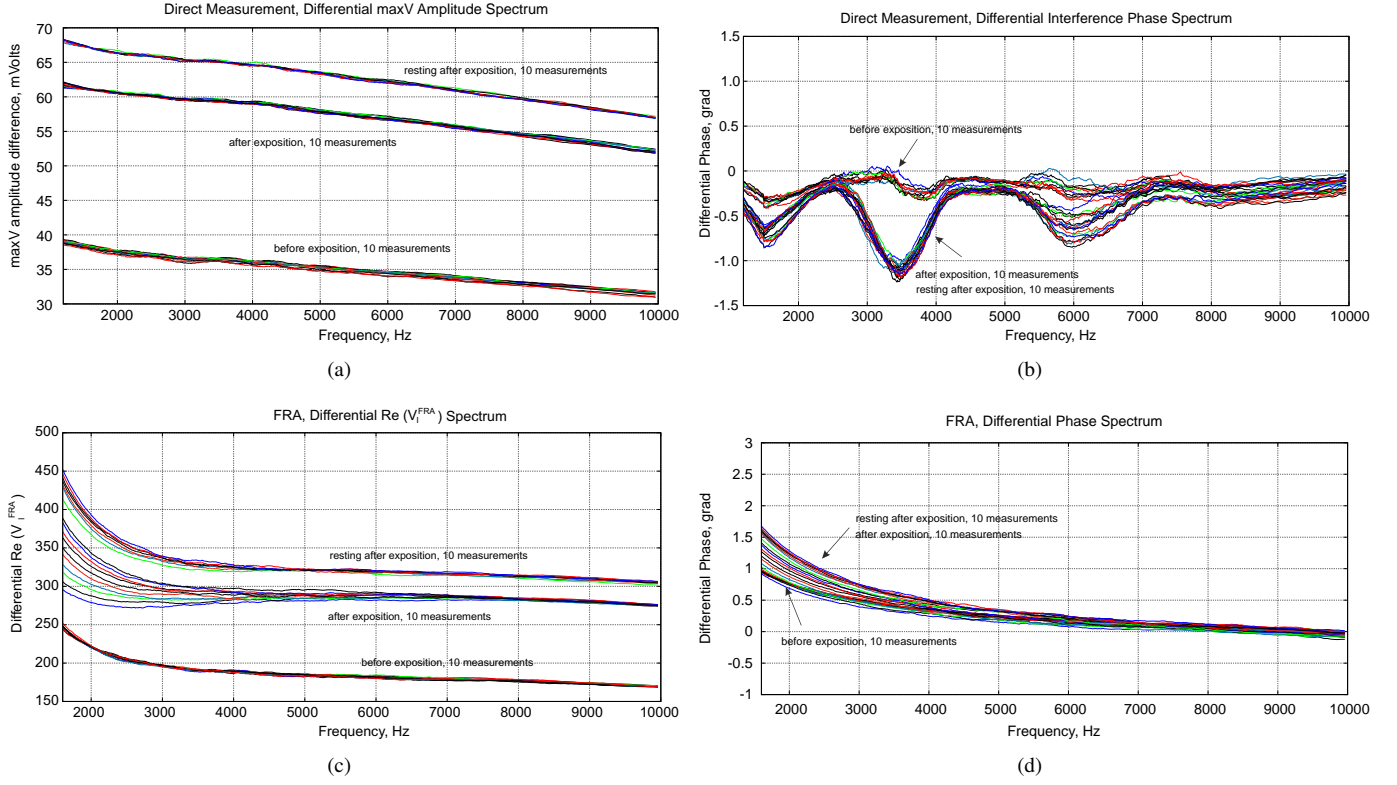 Direct Measurement, Differential maxV Amplitude Spectrum
maxV amplitude difference, mVolts
70
65
60
55
50
45
40
35
30
resting after exposition, 10 measurements
after exposition, 10 measurements
before exposition, 10 measurements
2000 3000 4000 5000 6000 7000 8000 9000 10000
Frequency, Hz
(a)
Direct Measurement, Differential Interference Phase Spectrum
Differential Phase, grad
1.5
1.0
0.5
0
-0.5
-1.0
-1.5
before exposition, 10 measurements
after exposition, 10 measurements
resting after exposition, 10 measurements
2000 3000 4000 5000 6000 7000 8000 9000 10000
Frequency, Hz
(b)
FRA, Differential Re (V_I^FRA) Spectrum
Differential Re (V_I^FRA)
500
450
400
350
300
250
200
150
resting after exposition, 10 measurements
after exposition, 10 measurements
before exposition, 10 measurements
2000 3000 4000 5000 6000 7000 8000 9000 10000
Frequency, Hz
(c)
FRA, Differential Phase Spectrum
Differential Phase, grad
3
2.5
2
1.5
1
0.5
0
-0.5
-1
resting after exposition, 10 measurements
after exposition, 10 measurements
before exposition, 10 measurements
2000 3000 4000 5000 6000 7000 8000 9000 10000
Frequency, Hz
(d)